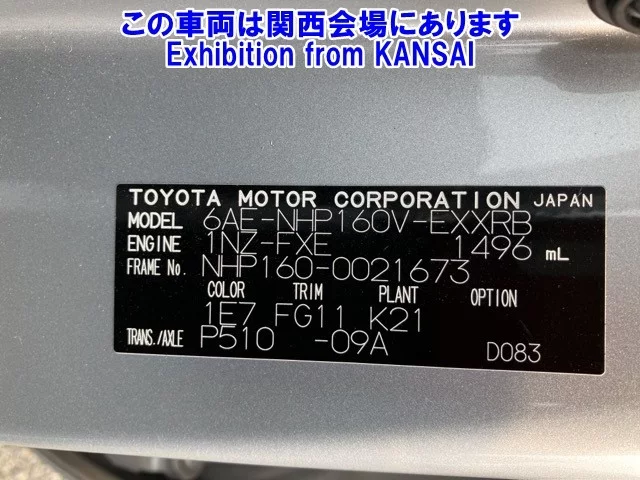 この車両は関西会場にあります
Exhibition from KANSAI
TOYOTA MOTOR CORPORATION JAPAN
MODEL 6AE-NHP160V-EXXRB
ENGINE 1NZ-FXE 1496 mL
FRAME No. NHP160-0021673
COLOR TRIM PLANT OPTION
1E7 FG11 K21
TRANS./AXLE P510 -09A
D083